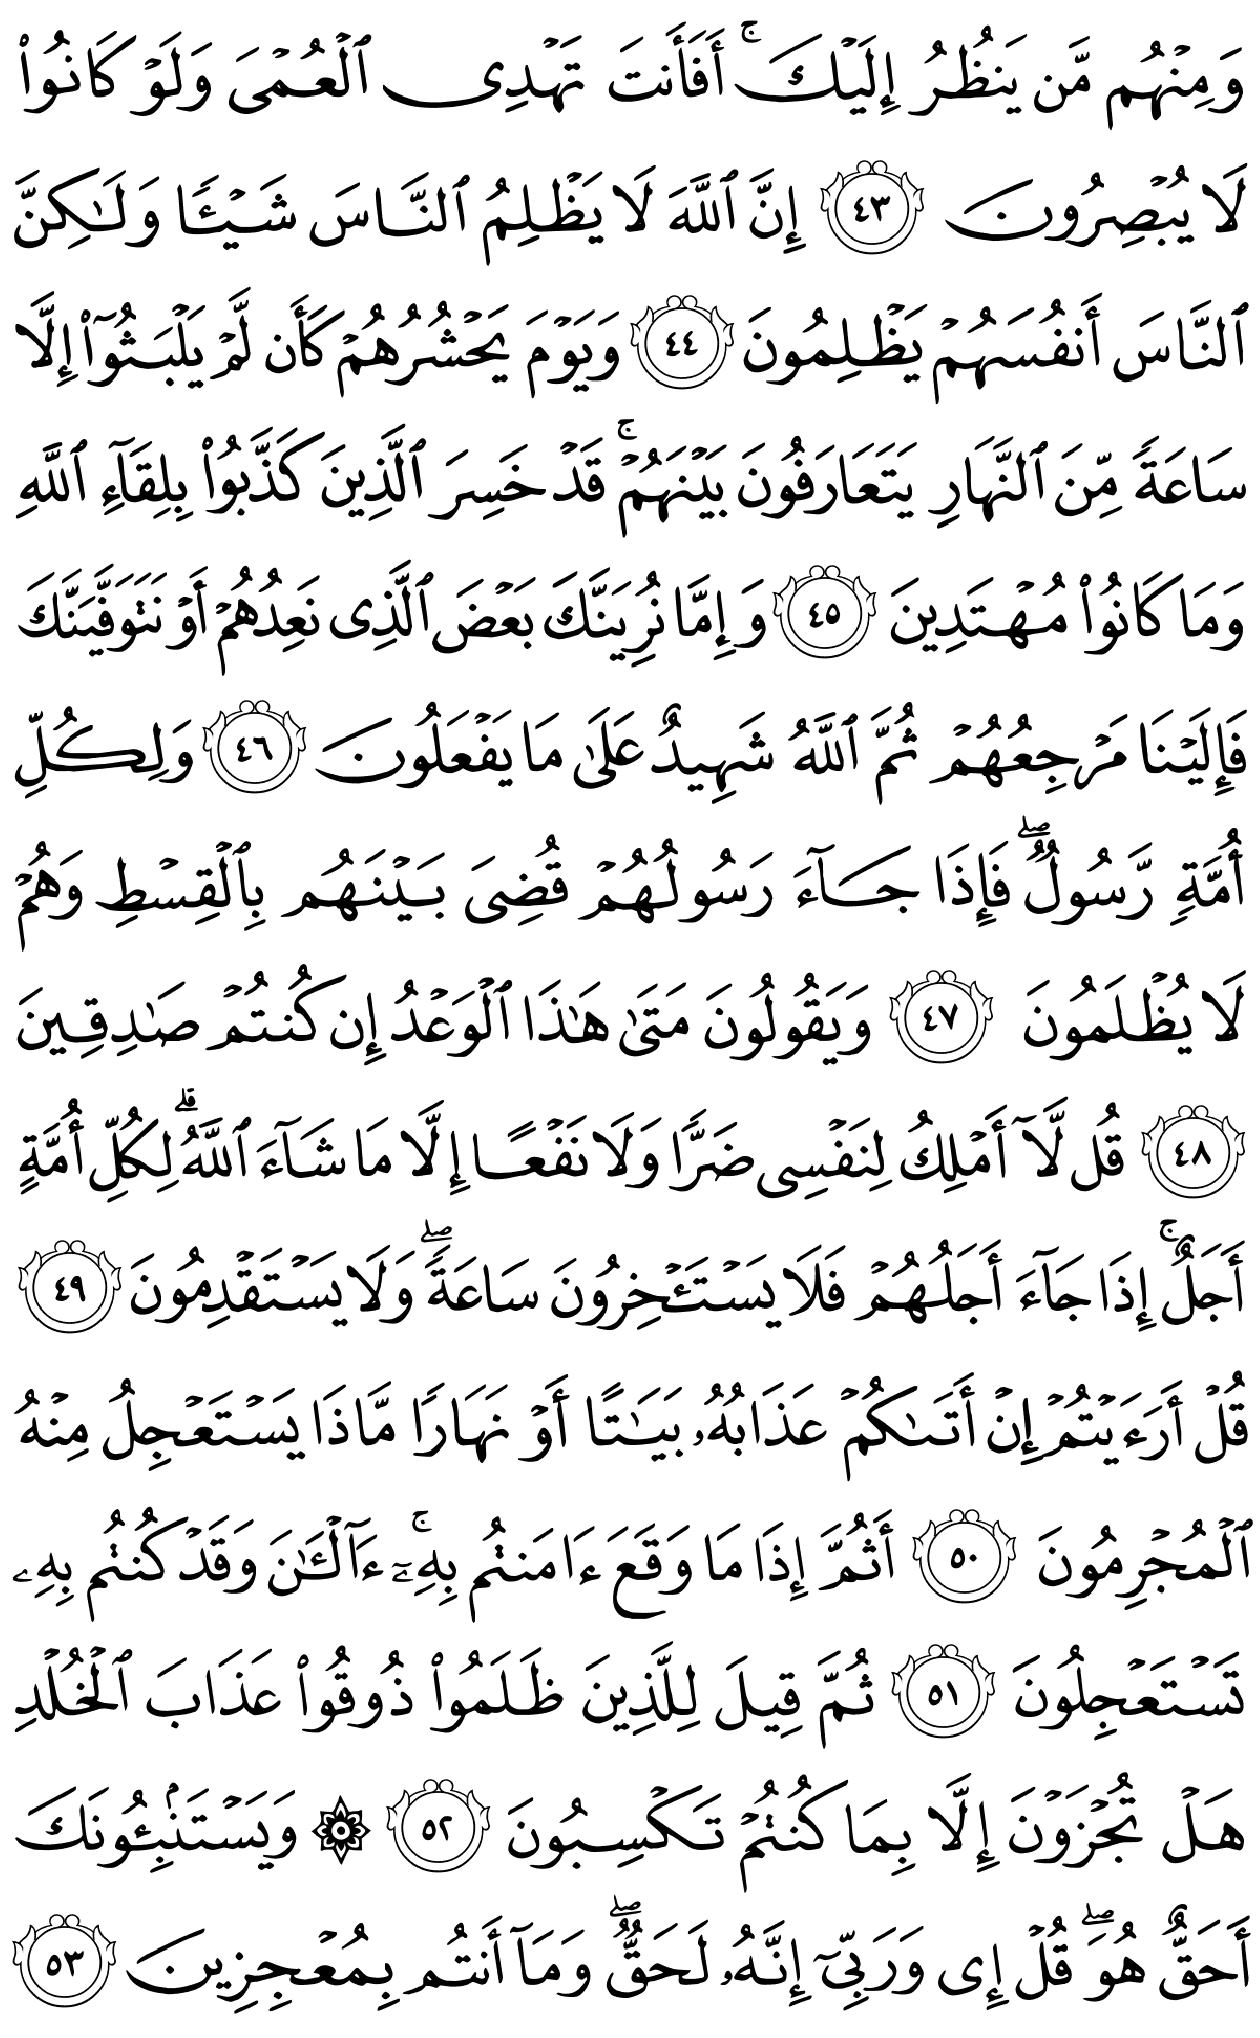 وَمِنۡهُم مَّن يَنظُرُ إِلَيۡكَۚ أَفَأَنتَ تَهۡدِي ٱلۡعُمۡيَ وَلَوۡ كَانُواْ
لَا يُبۡصِرُونَ ٤٣ إِنَّ ٱللَّهَ لَا يَظۡلِمُ ٱلنَّاسَ شَيۡـٔٗا وَلَٰكِنَّ
ٱلنَّاسَ أَنفُسَهُمۡ يَظۡلِمُونَ ٤٤ وَيَوۡمَ يَحۡشُرُهُمۡ كَأَن لَّمۡ يَلۡبَثُوٓاْ إِلَّا
سَاعَةٗ مِّنَ ٱلنَّهَارِ يَتَعَارَفُونَ بَيۡنَهُمۡۚ قَدۡ خَسِرَ ٱلَّذِينَ كَذَّبُواْ بِلِقَآءِ ٱللَّهِ
وَمَا كَانُواْ مُهۡتَدِينَ ٤٥ وَإِمَّا نُرِيَنَّكَ بَعۡضَ ٱلَّذِي نَعِدُهُمۡ أَوۡ نَتَوَفَّيَنَّكَ
فَإِلَيۡنَا مَرۡجِعُهُمۡ ثُمَّ ٱللَّهُ شَهِيدٌ عَلَىٰ مَا يَفۡعَلُونَ ٤٦ وَلِكُلِّ
أُمَّةٖ رَّسُولٞۖ فَإِذَا جَآءَ رَسُولُهُمۡ قُضِيَ بَيۡنَهُم بِٱلۡقِسۡطِ وَهُمۡ
لَا يُظۡلَمُونَ ٤٧ وَيَقُولُونَ مَتَىٰ هَٰذَا ٱلۡوَعۡدُ إِن كُنتُمۡ صَٰدِقِينَ
٤٨ قُل لَّآ أَمۡلِكُ لِنَفۡسِي ضَرّٗا وَلَا نَفۡعًا إِلَّا مَا شَآءَ ٱللَّهُۗ لِكُلِّ أُمَّةٍ
أَجَلٌۚ إِذَا جَآءَ أَجَلُهُمۡ فَلَا يَسۡتَـٔۡخِرُونَ سَاعَةٗۖ وَلَا يَسۡتَقۡدِمُونَ ٤٩
قُلۡ أَرَءَيۡتُمۡ إِنۡ أَتَىٰكُمۡ عَذَابُهُۥ بَيَٰتًا أَوۡ نَهَارٗا مَّاذَا يَسۡتَعۡجِلُ مِنۡهُ
ٱلۡمُجۡرِمُونَ ٥٠ أَثُمَّ إِذَا مَا وَقَعَ ءَامَنتُم بِهِۦٓۚ ءَآلۡـَٰٔنَ وَقَدۡ كُنتُم بِهِۦ
تَسۡتَعۡجِلُونَ ٥١ ثُمَّ قِيلَ لِلَّذِينَ ظَلَمُواْ ذُوقُواْ عَذَابَ ٱلۡخُلۡدِ
هَلۡ تُجۡزَوۡنَ إِلَّا بِمَا كُنتُمۡ تَكۡسِبُونَ ٥٢ ۞ وَيَسۡتَنۢبِـُٔونَكَ
أَحَقٌّ هُوَۖ قُلۡ إِي وَرَبِّيٓ إِنَّهُۥ لَحَقّٞۖ وَمَآ أَنتُم بِمُعۡجِزِينَ ٥٣